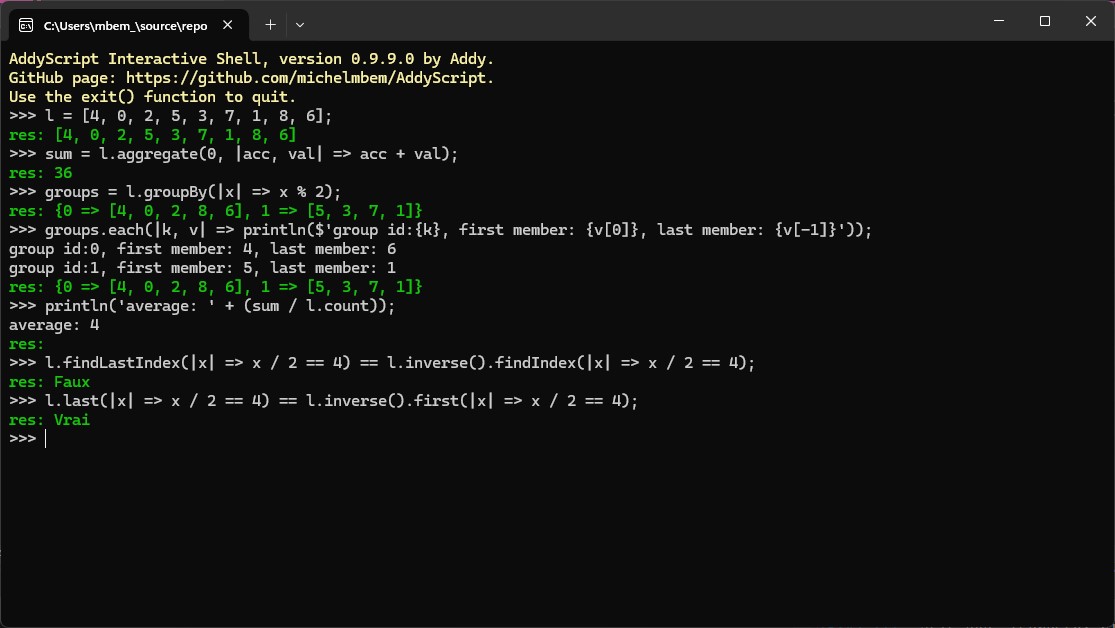 C:\Users\mbem_\source\repo
AddyScript Interactive Shell, version 0.9.9.0 by Addy.
GitHub page: https://github.com/michelmbem/AddyScript.
Use the exit() function to quit.
>>> l = [4, 0, 2, 5, 3, 7, 1, 8, 6];
res: [4, 0, 2, 5, 3, 7, 1, 8, 6]
>>> sum = l.aggregate(0, |acc, val| => acc + val);
res: 36
>>> groups = l.groupBy(|x| => x % 2);
res: {0 => [4, 0, 2, 8, 6], 1 => [5, 3, 7, 1]}
>>> groups.each(|k, v| => println($'group id:{k}, first member: {v[0]}, last member: {v[-1]}'));
group id:0, first member: 4, last member: 6
group id:1, first member: 5, last member: 1
res: {0 => [4, 0, 2, 8, 6], 1 => [5, 3, 7, 1]}
>>> println('average: ' + (sum / l.count));
average: 4
res:
>>> l.findLastIndex(|x| => x / 2 == 4) == l.inverse().findIndex(|x| => x / 2 == 4);
res: Faux
>>> l.last(|x| => x / 2 == 4) == l.inverse().first(|x| => x / 2 == 4);
res: Vrai
>>>